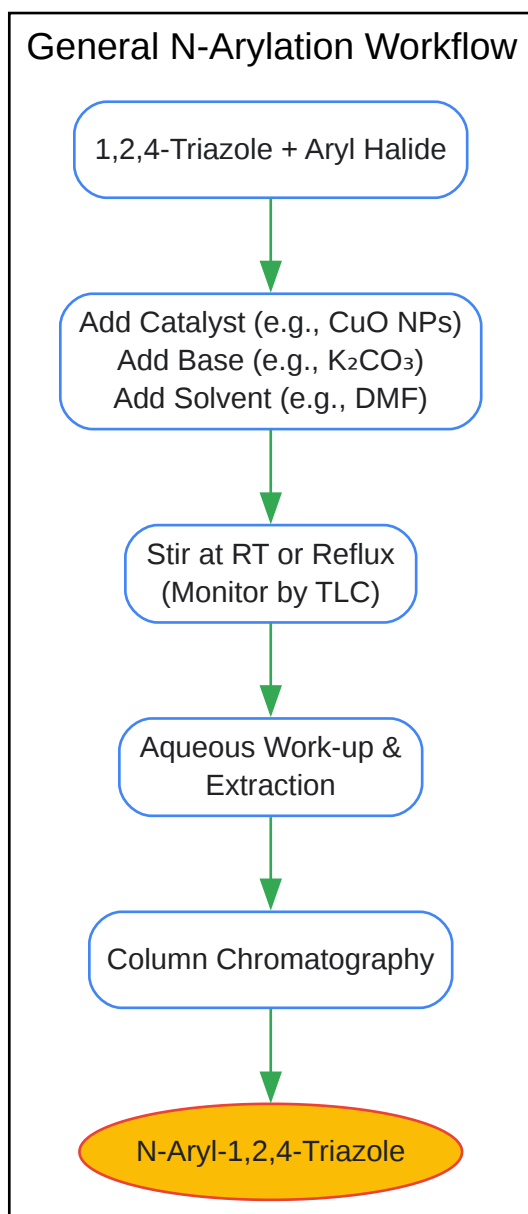 General N-Arylation Workflow
1,2,4-Triazole + Aryl Halide
Add Catalyst (e.g., CuO NPs)
Add Base (e.g., K₂CO₃)
Add Solvent (e.g., DMF)
Stir at RT or Reflux
(Monitor by TLC)
Aqueous Work-up &
Extraction
Column Chromatography
N-Aryl-1,2,4-Triazole